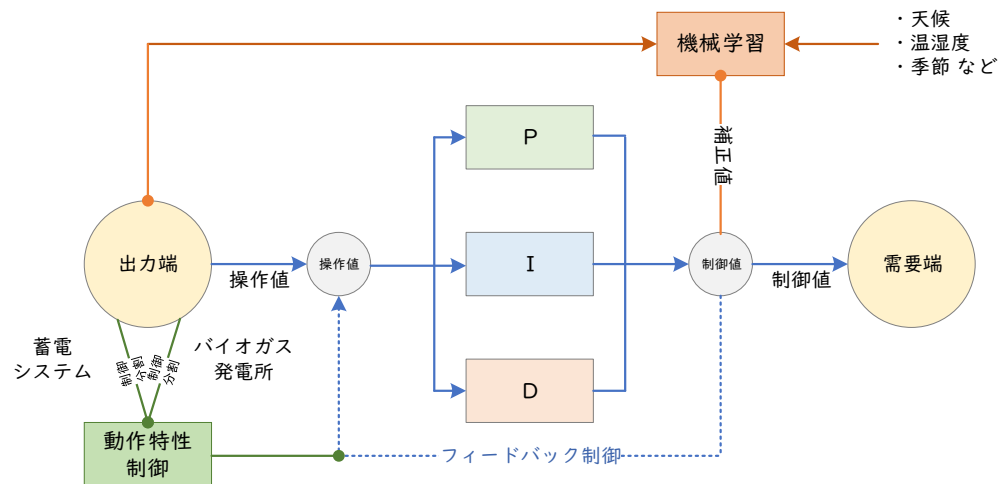 ・天候
・温湿度
・季節 など
機械学習
補正値
P
I
D
出力端
操作値
操作値
制御値
制御値
需要端
蓄電
システム
制御
分割
制御
分割
バイオガス
発電所
動作特性
制御
フィードバック制御